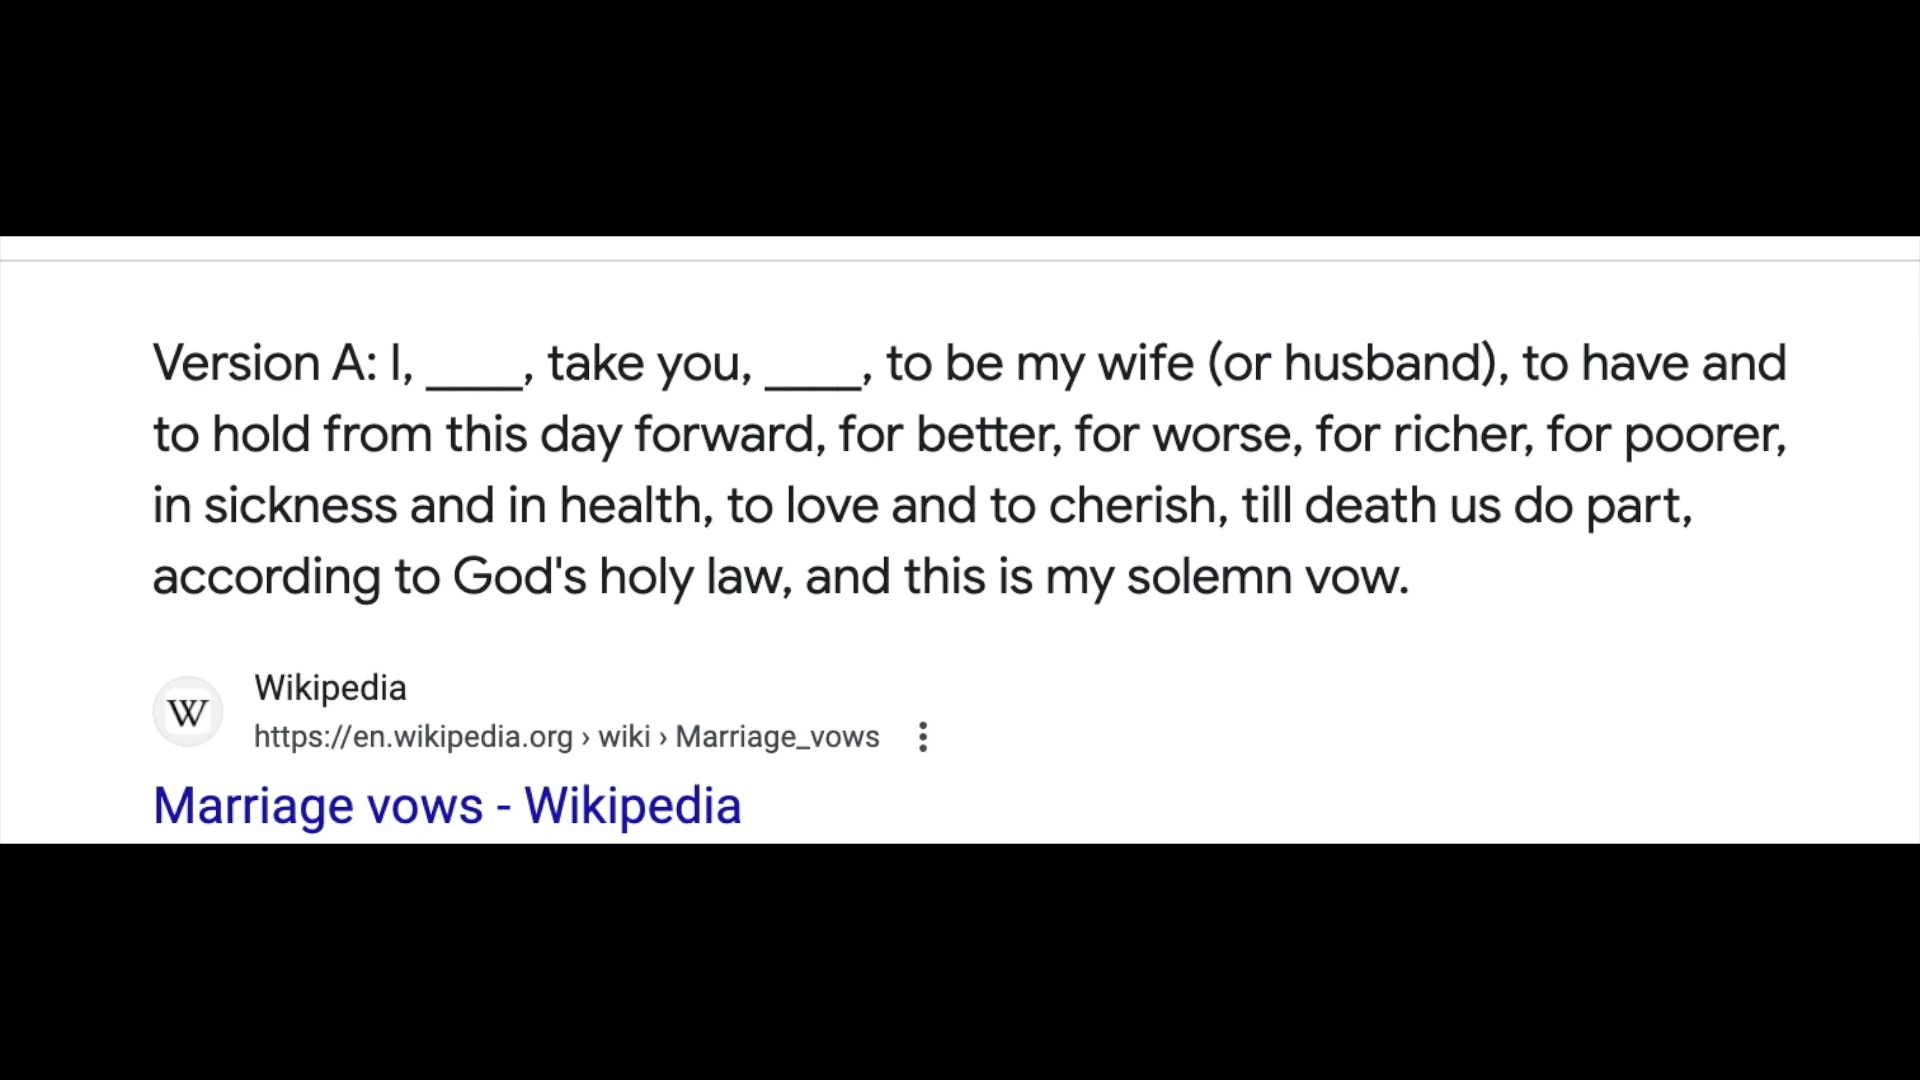 Version A: I, ____, take you, ____, to be my wife (or husband), to have and
to hold from this day forward, for better, for worse, for richer, for poorer,
in sickness and in health, to love and to cherish, till death us do part,
according to God's holy law, and this is my solemn vow.
W
Wikipedia
https://en.wikipedia.org › wiki › Marriage_vows
Marriage vows - Wikipedia